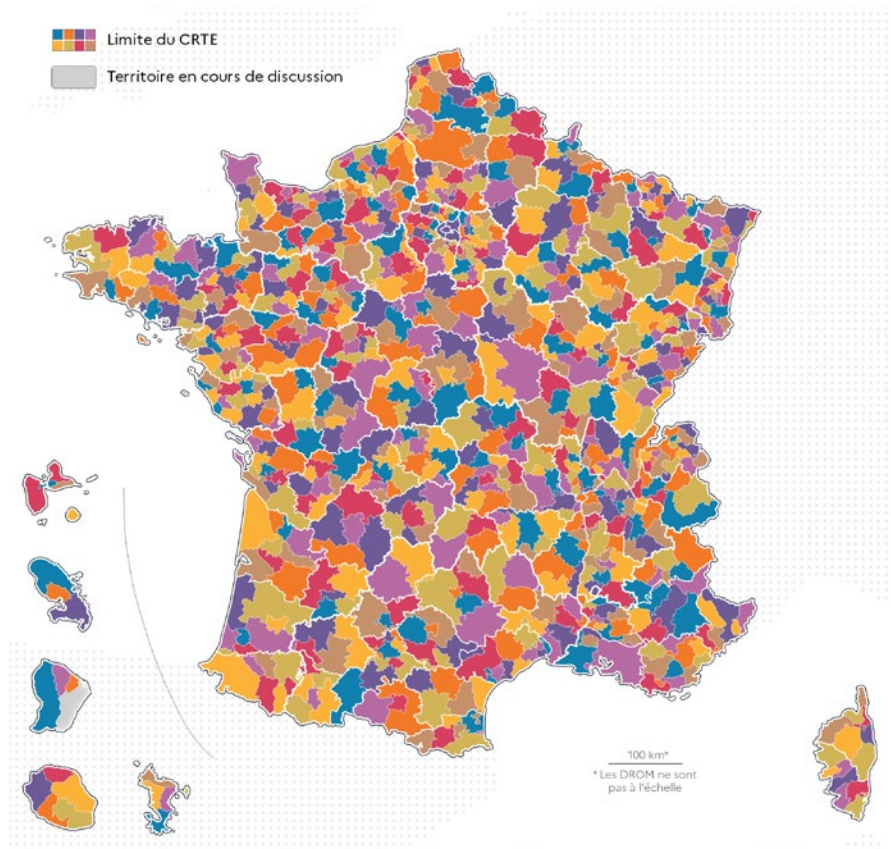 Limite du CRTE
Territoire en cours de discussion
100 km*
* Les DROM ne sont
pas à l'échelle